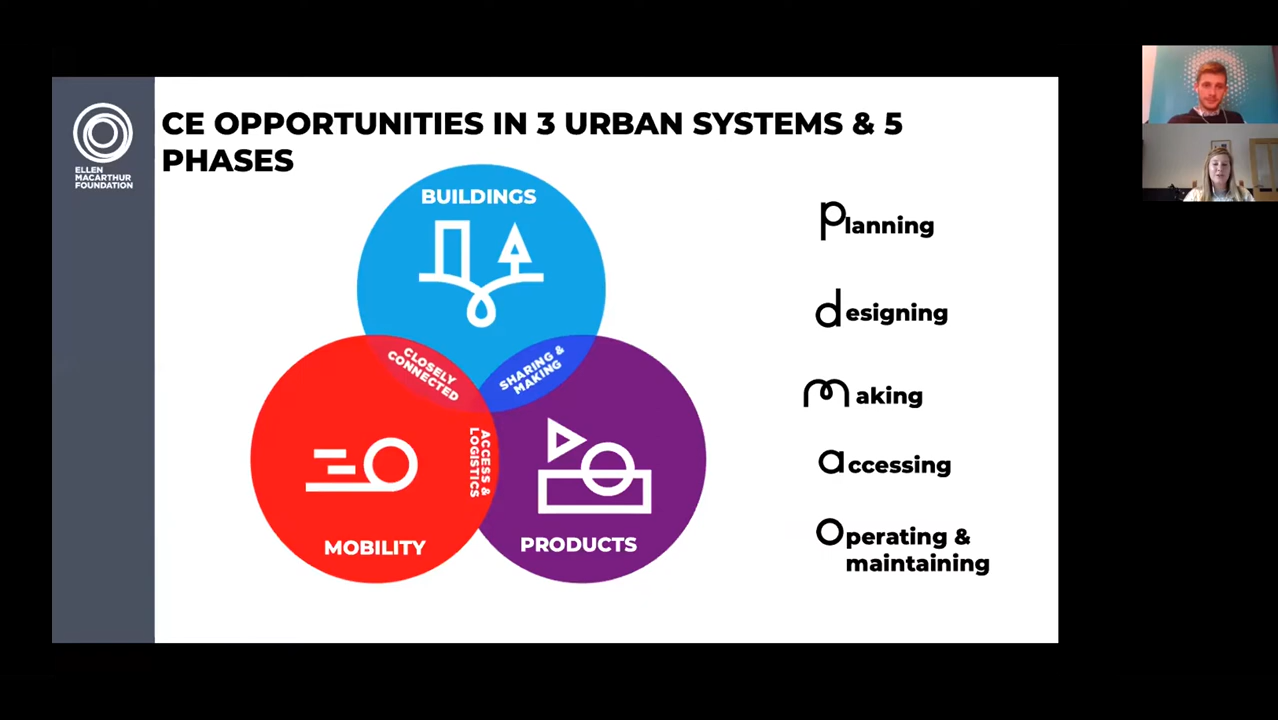 CE OPPORTUNITIES IN 3 URBAN SYSTEMS & 5
PHASES
ELLEN
MACARTHUR
FOUNDATION
BUILDINGS
CLOSELY
CONNECTED
SHARING &
MAKING
ACCESS &
LOGISTICS
MOBILITY
PRODUCTS
planning
designing
making
accessing
operating &
maintaining